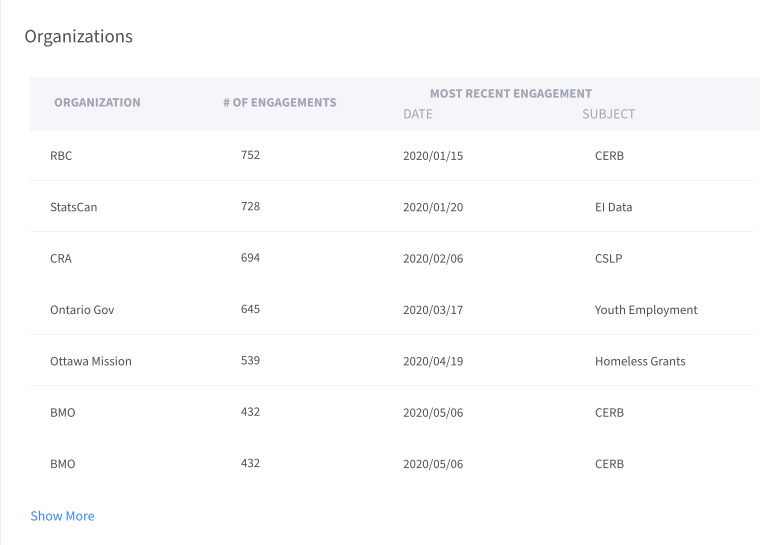 Organizations
MOST RECENT ENGAGEMENT
ORGANIZATION # OF ENGAGEMENTS
DATE SUBJECT
RBC 752 2020/01/15 CERB
StatsCan 728 2020/01/20 EI Data
CRA 694 2020/02/06 CSLP
Ontario Gov 645 2020/03/17 Youth Employment
Ottawa Mission 539 2020/04/19 Homeless Grants
BMO 432 2020/05/06 CERB
BMO 432 2020/05/06 CERB
Show More